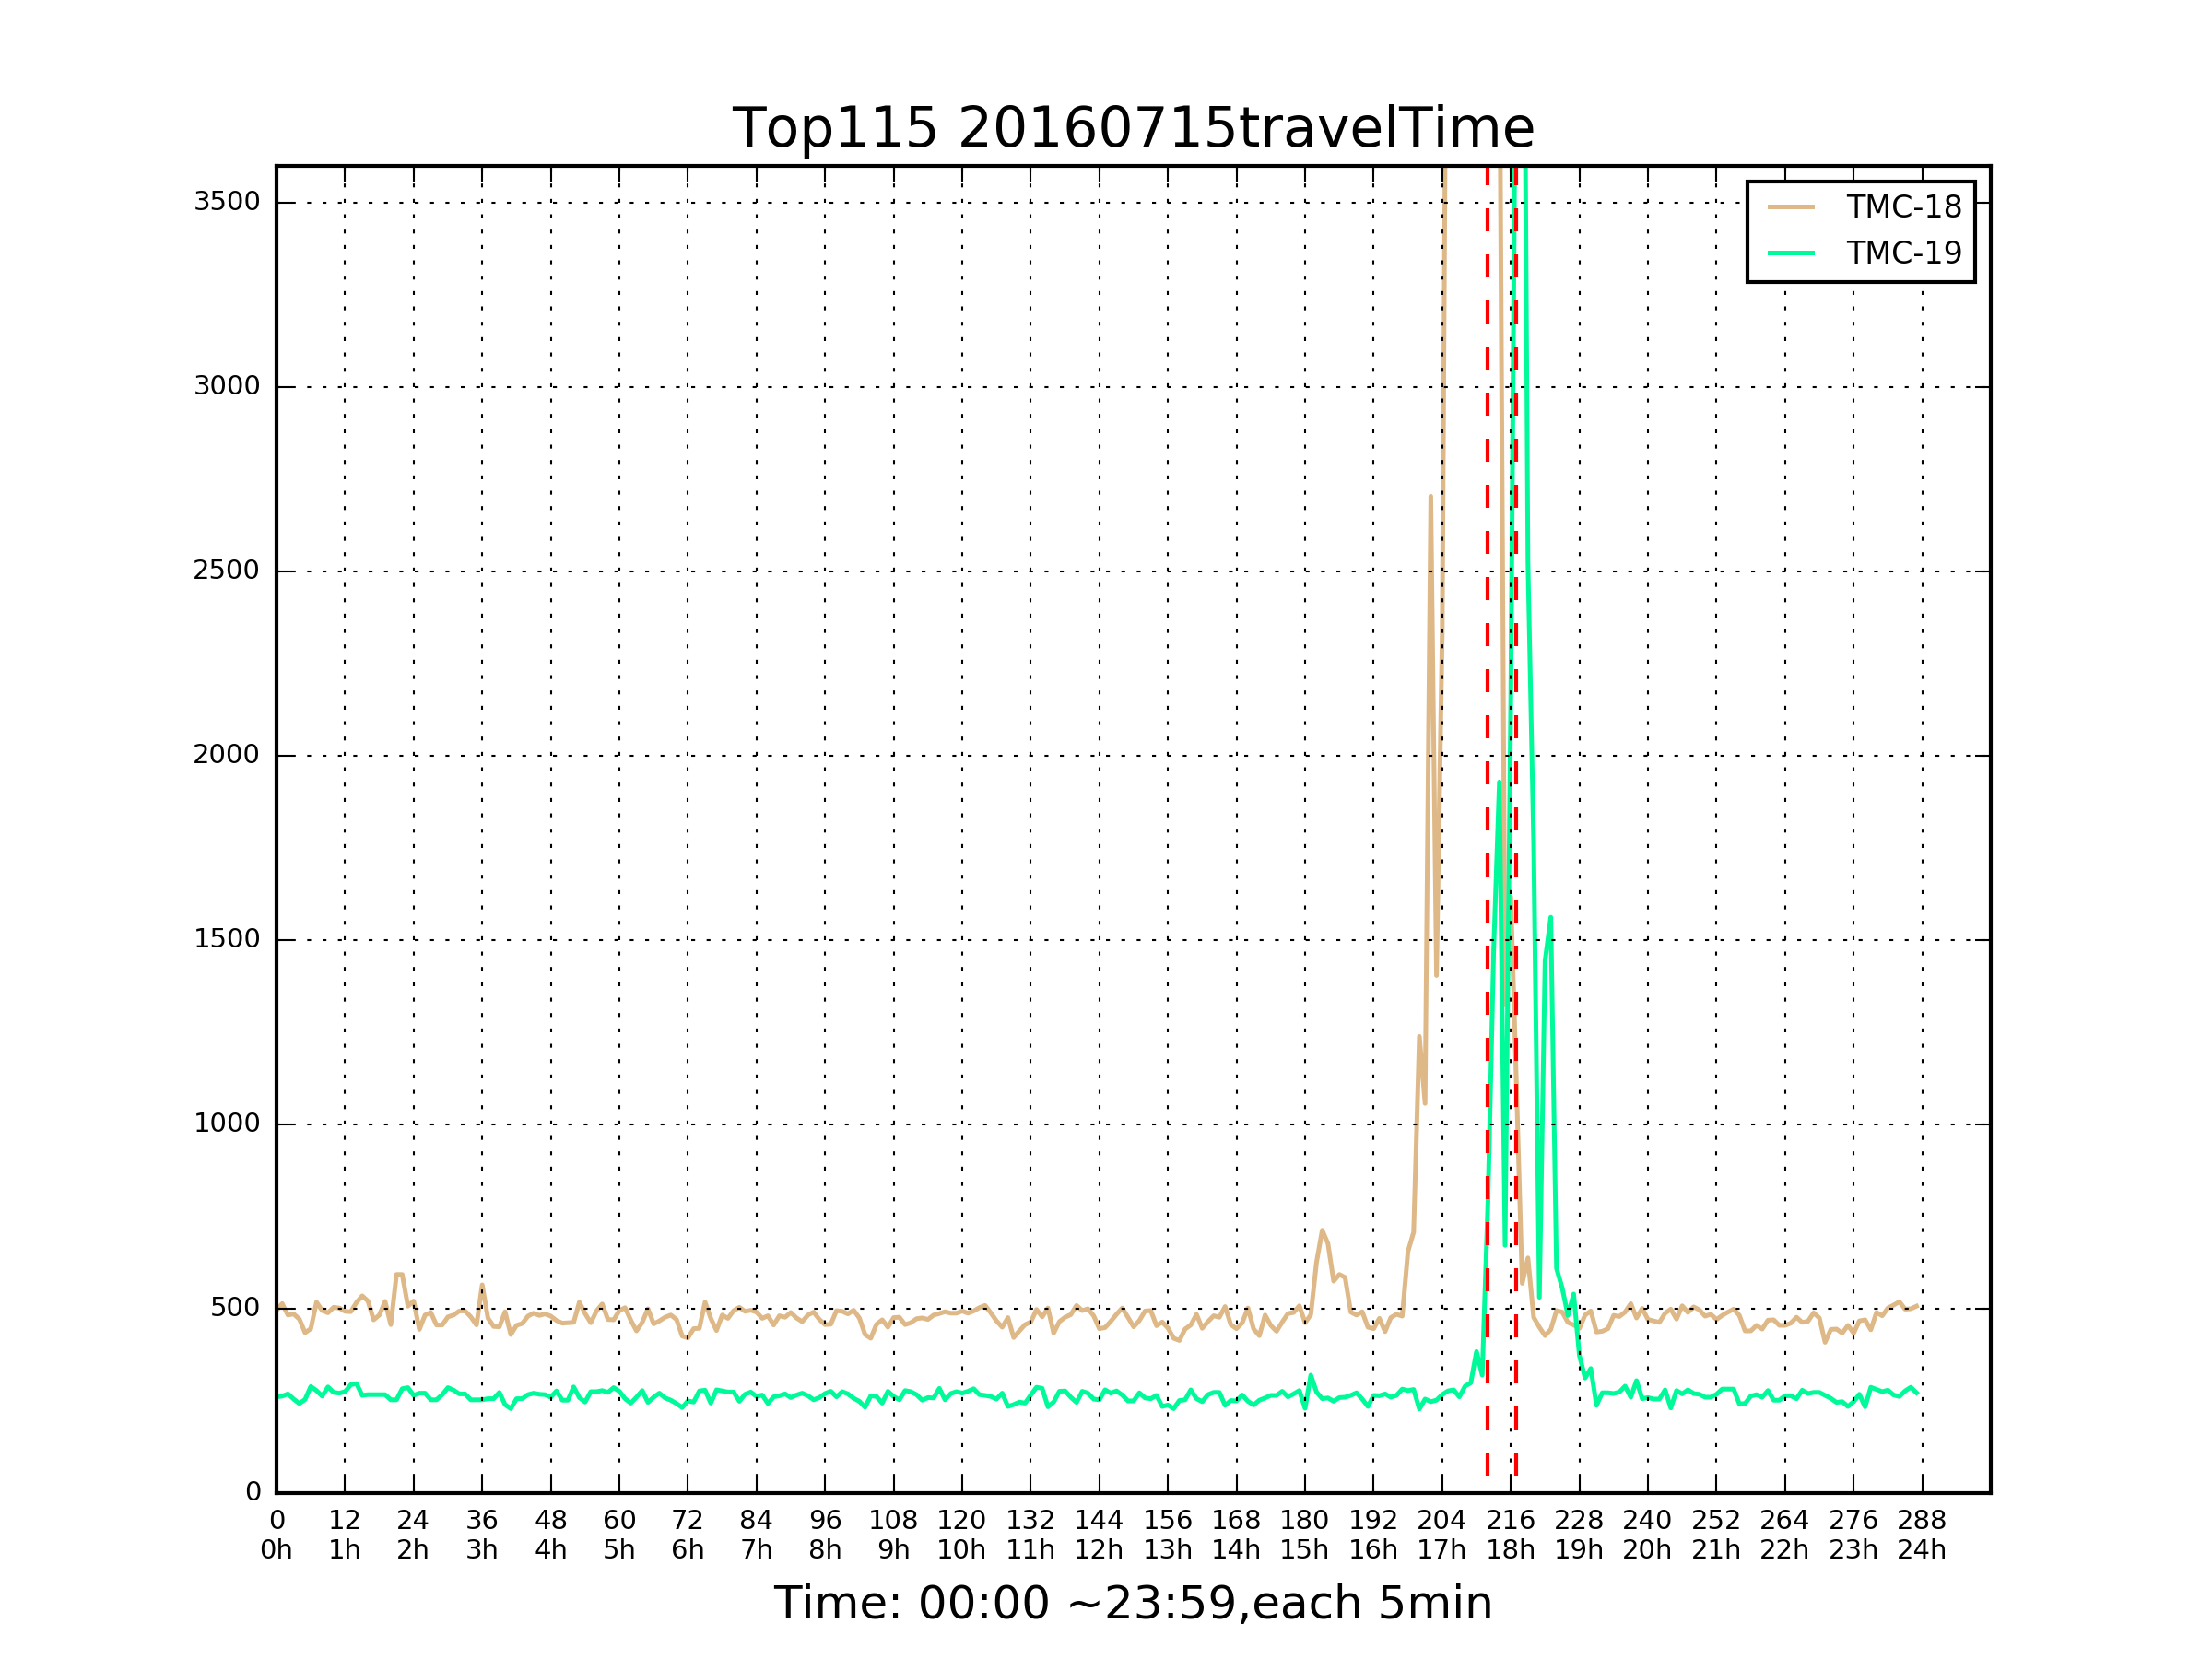 Top115 20160715travelTime
TMC-18
TMC-19
3500
3000
2500
2000
1500
1000
500
0
0 12 24 36 48 60 72 84 96 108 120 132 144 156 168 180 192 204 216 228 240 252 264 276 288
0h 1h 2h 3h 4h 5h 6h 7h 8h 9h 10h 11h 12h 13h 14h 15h 16h 17h 18h 19h 20h 21h 22h 23h 24h
Time: 00:00 ~23:59,each 5min